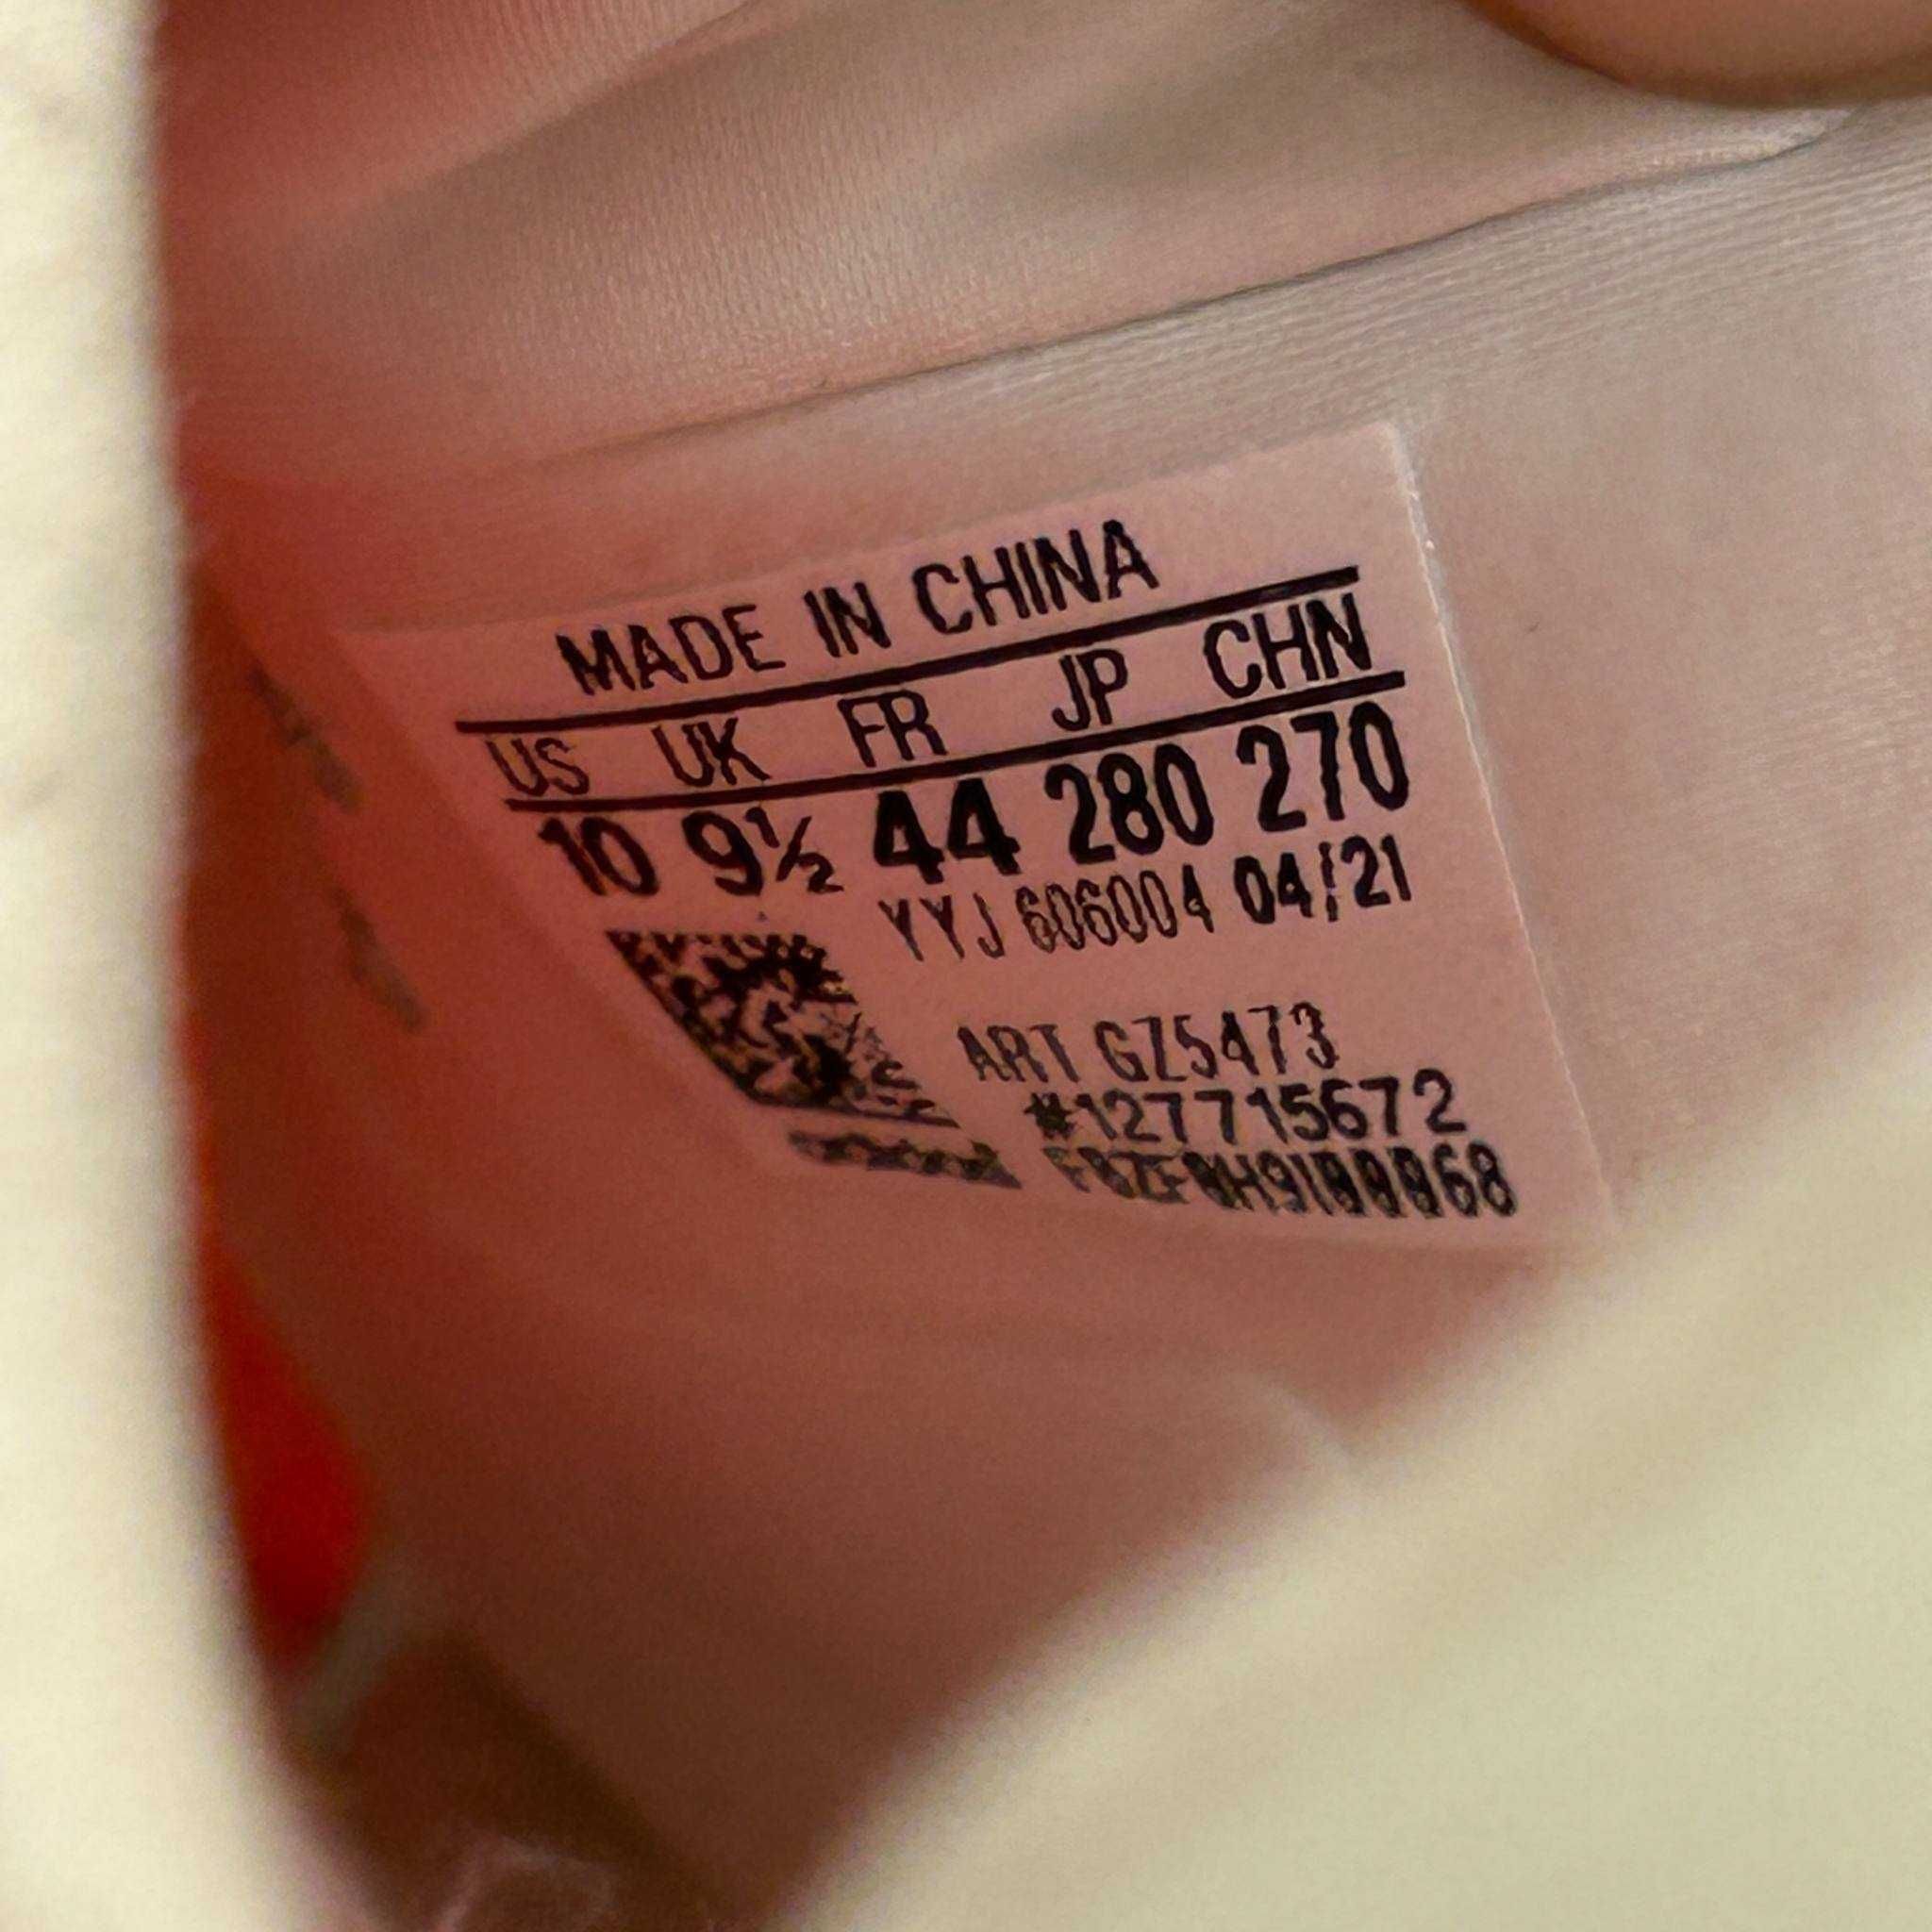 MADE IN CHINA
US UK FR JP CHN
10 9½ 44 280 270
YYJ 606004 04/21
ART GZ5473
#127715672